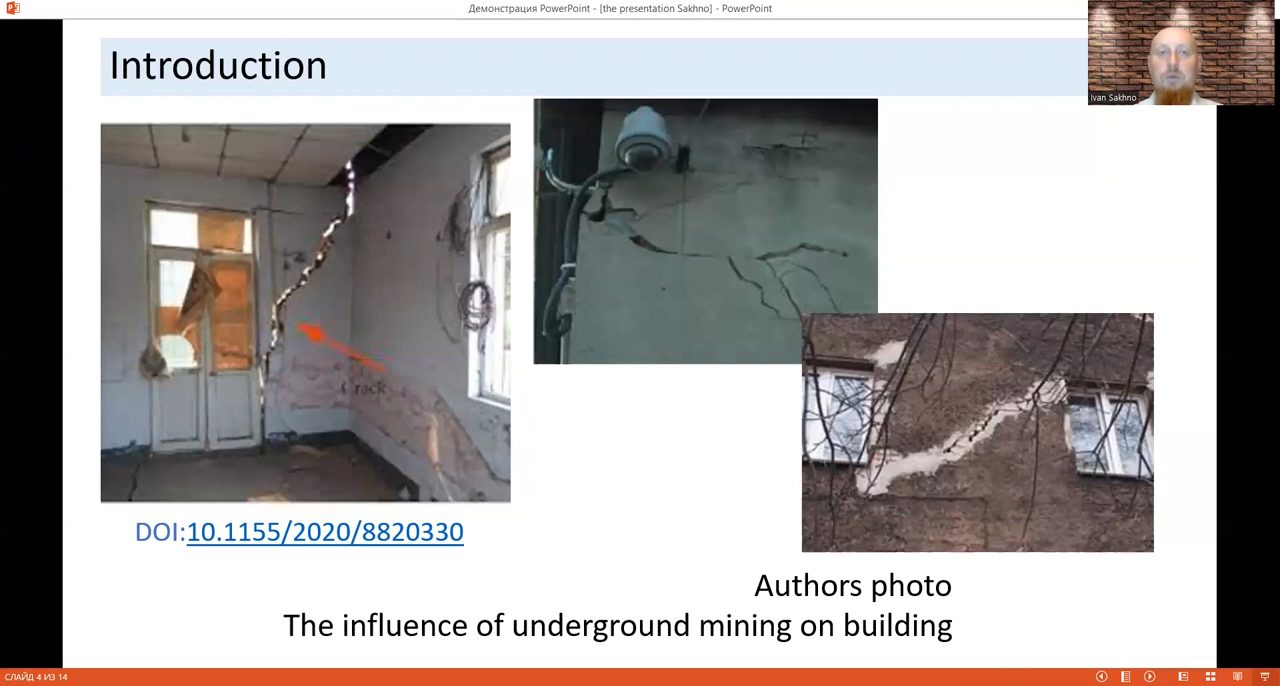 Демонстрация PowerPoint - [the presentation Sakhno] - PowerPoint
Introduction
Ivan Sakhno
Crack
DOI:10.1155/2020/8820330
Authors photo
The influence of underground mining on building
СЛАЙД 4 ИЗ 14